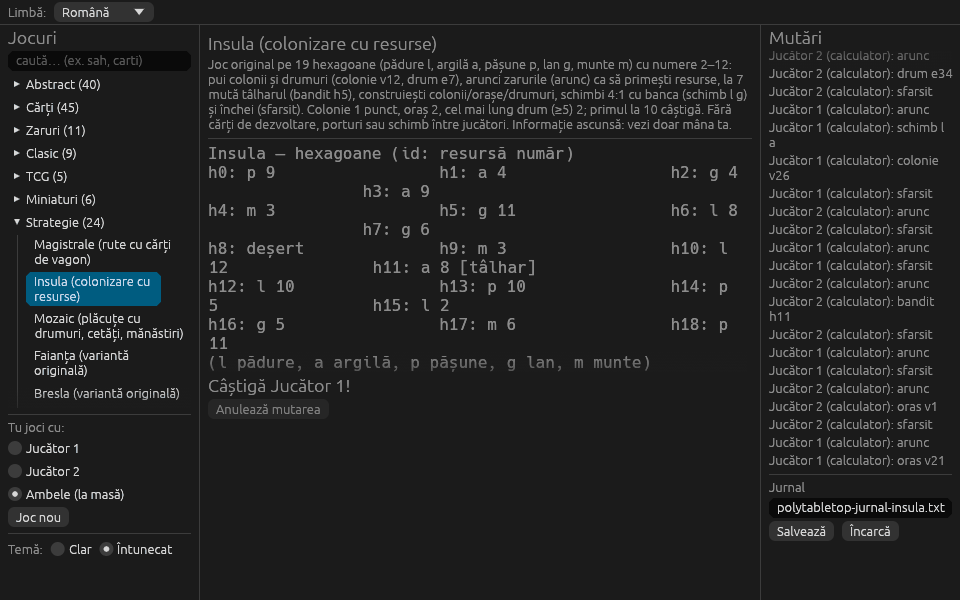 Limbă: Română
Jocuri
caută… (ex. sah, carti)
Abstract (40)
Cărți (45)
Zaruri (11)
Clasic (9)
TCG (5)
Miniaturi (6)
Strategie (24)
Magistrale (rute cu cărți
de vagon)
Insula (colonizare cu
resurse)
Mozaic (plăcuțe cu
drumuri, cetăți, mănăstiri)
Faianța (variantă
originală)
Bresla (variantă originală)
Tu joci cu:
Jucător 1
Jucător 2
Ambele (la masă)
Joc nou
Temă: Clar Întunecat
Insula (colonizare cu resurse)
Joc original pe 19 hexagoane (pădure l, argilă a, pășune p, lan g, munte m) cu numere 2–12:
pui colonii și drumuri (colonie v12, drum e7), arunci zarurile (arunc) ca să primești resurse, la 7
mută tâlharul (bandit h5), construiești colonii/orașe/drumuri, schimbi 4:1 cu banca (schimb l g)
și închei (sfarsit). Colonie 1 punct, oraș 2, cel mai lung drum (≥5) 2; primul la 10 câștigă. Fără
cărți de dezvoltare, porturi sau schimb între jucători. Informație ascunsă: vezi doar mâna ta.
Insula — hexagoane (id: resursă număr)
h0: p 9 h1: a 4 h2: g 4
h3: a 9
h4: m 3 h5: g 11 h6: l 8
h7: g 6
h8: deșert h9: m 3 h10: l
12 h11: a 8 [tâlhar]
h12: l 10 h13: p 10 h14: p
5 h15: l 2
h16: g 5 h17: m 6 h18: p
11
(l pădure, a argilă, p pășune, g lan, m munte)
Câștigă Jucător 1!
Anulează mutarea
Mutări
Jucător 2 (calculator): arunc
Jucător 2 (calculator): drum e34
Jucător 2 (calculator): sfarsit
Jucător 1 (calculator): arunc
Jucător 1 (calculator): schimb l
a
Jucător 1 (calculator): colonie
v26
Jucător 1 (calculator): sfarsit
Jucător 2 (calculator): arunc
Jucător 2 (calculator): sfarsit
Jucător 1 (calculator): arunc
Jucător 1 (calculator): sfarsit
Jucător 2 (calculator): arunc
Jucător 2 (calculator): bandit
h11
Jucător 2 (calculator): sfarsit
Jucător 1 (calculator): arunc
Jucător 1 (calculator): sfarsit
Jucător 2 (calculator): arunc
Jucător 2 (calculator): oras v1
Jucător 2 (calculator): sfarsit
Jucător 1 (calculator): arunc
Jucător 1 (calculator): oras v21
Jurnal
polytabletop-jurnal-insula.txt
Salvează Încarcă